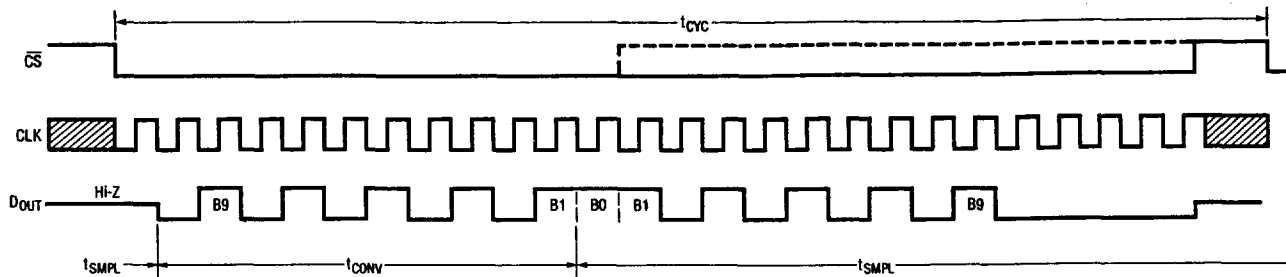 tCYC
CS
CLK
Hi-Z
DOUT
B9
B1
B0
B1
B9
tSMPL
tCONV
tSMPL